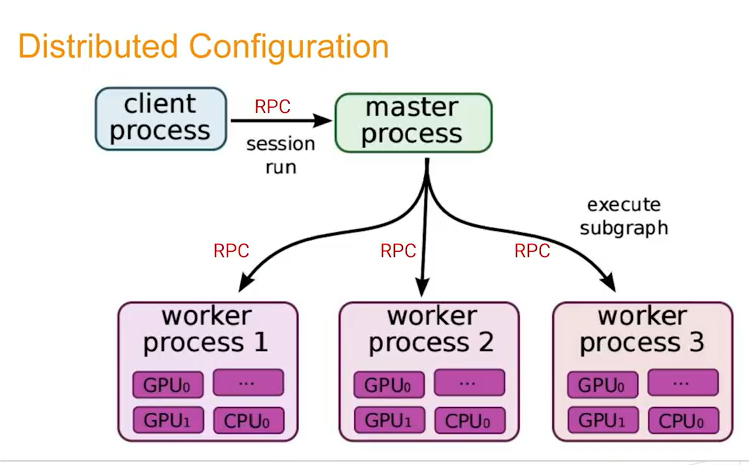 Distributed Configuration
client
process
RPC
session
run
master
process
execute
subgraph
RPC
RPC
RPC
worker
process 1
GPU₀
...
GPU₁
CPU₀
worker
process 2
GPU₀
...
GPU₁
CPU₀
worker
process 3
GPU₀
...
GPU₁
CPU₀